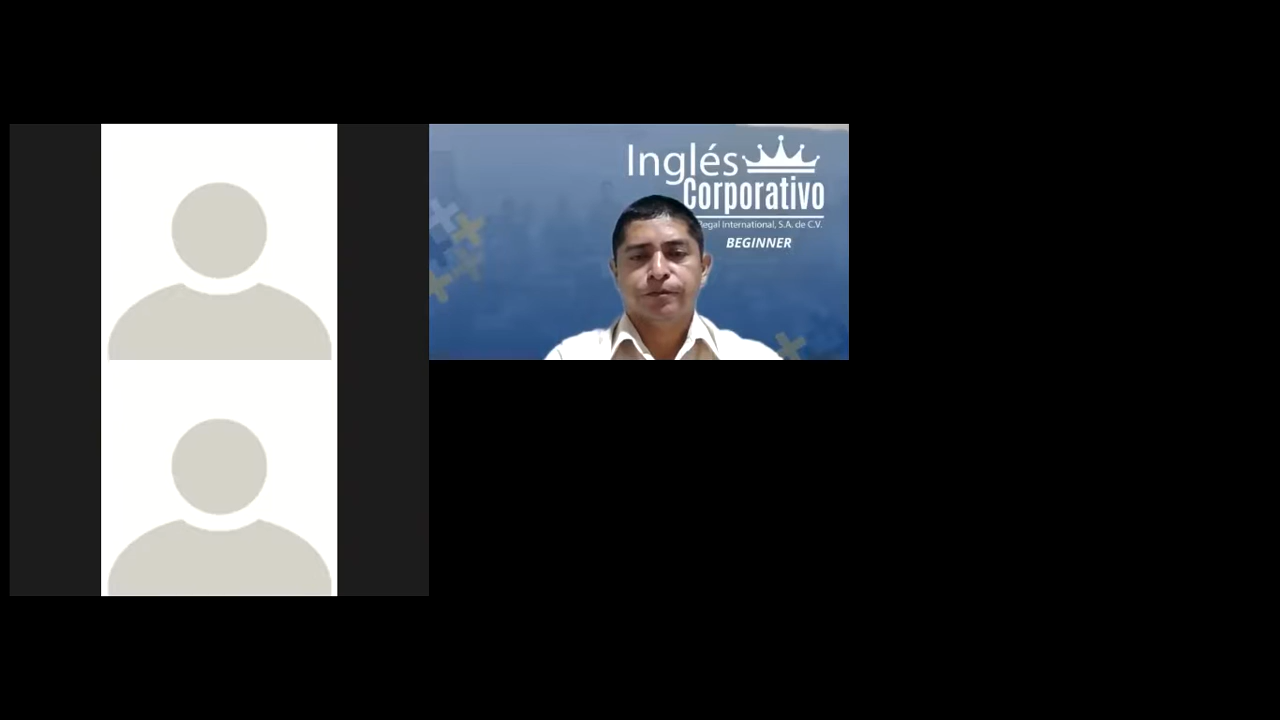 Inglés
Corporativo
Regal International, S.A. de C.V.
BEGINNER